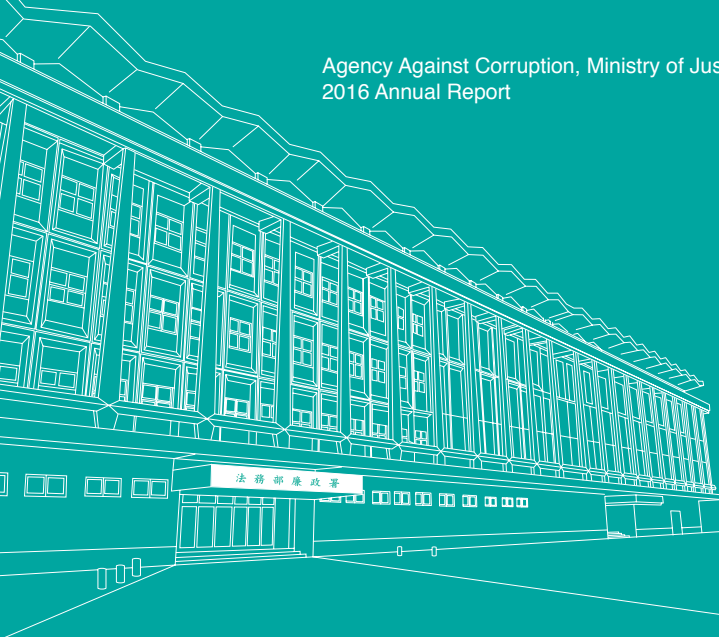 Agency Against Corruption, Ministry of Jus
2016 Annual Report
法務部廉政署